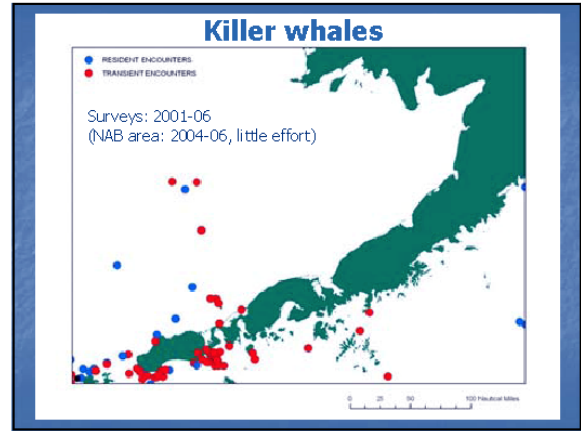 Killer whales
RESIDENT ENCOUNTERS
TRANSIENT ENCOUNTERS
Surveys: 2001-06
(NAB area: 2004-06, little effort)
0 25 50 100 Nautical Miles